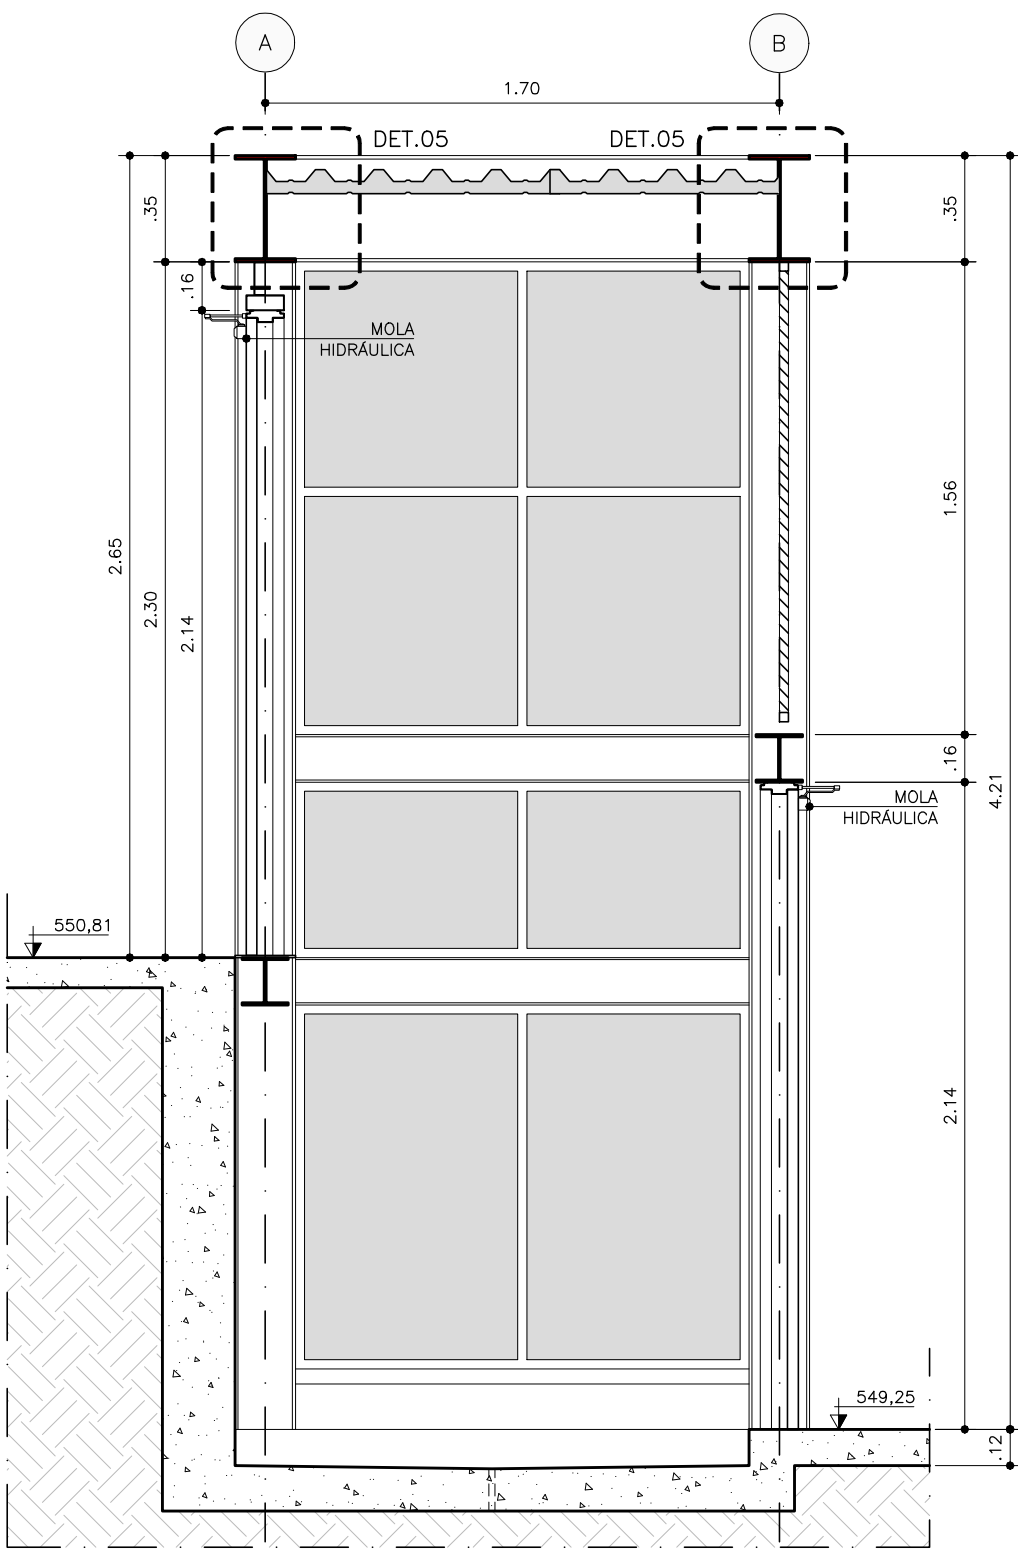 A
B
1.70
DET.05
DET.05
.35
.35
.16
MOLA
HIDRÁULICA
1.56
2.65
2.30
2.14
.16
4.21
MOLA
HIDRÁULICA
550,81
2.14
549,25
.12